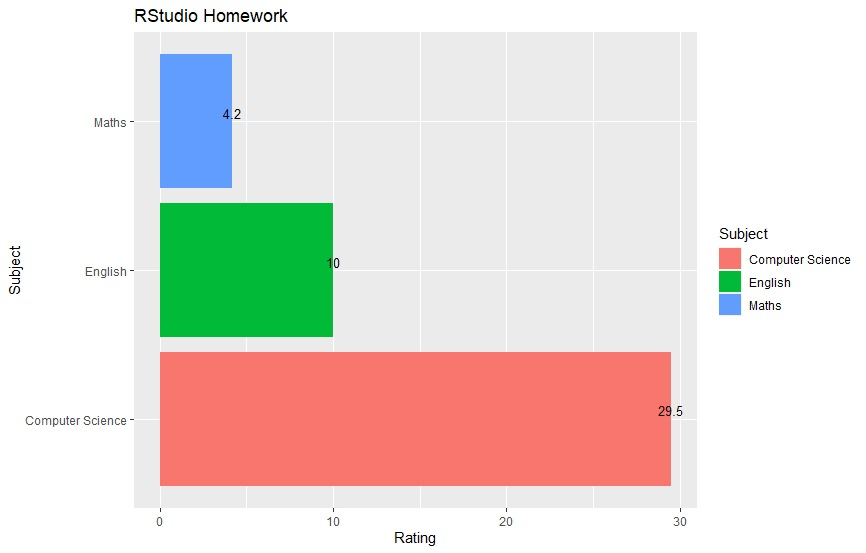 RStudio Homework
Subject
Maths
4.2
English
10
Computer Science
29.5
0 10 20 30
Rating
Subject
Computer Science
English
Maths